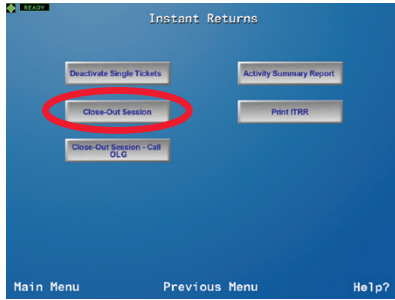 READY
Instant Returns
Deactivate Single Tickets
Activity Summary Report
Close-Out Session
Print ITRR
Close-Out Session - Call
OLG
Main Menu Previous Menu Help?